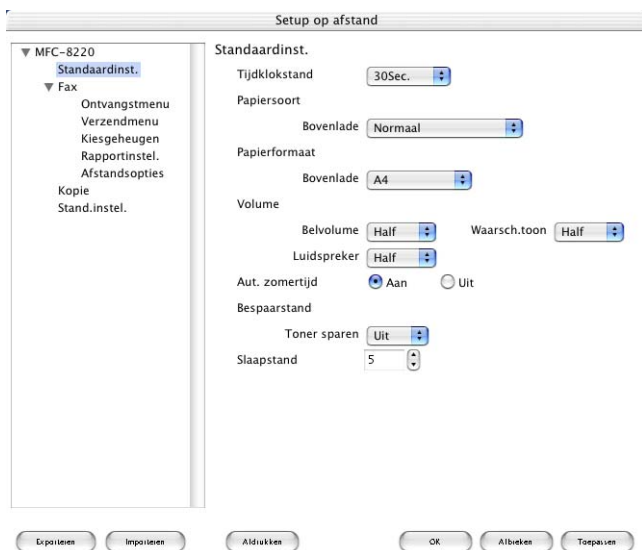 Setup op afstand
MFC-8220
Standaardinst.
Fax
Ontvangstmenu
Verzendmenu
Kiesgeheugen
Rapportinstel.
Afstandsopties
Kopie
Stand.instel.
Standaardinst.
Tijdklokstand 30Sec.
Papiersoort
Bovenlade Normaal
Papierformaat
Bovenlade A4
Volume
Belvolume Half Waarsch.toon Half
Luidspreker Half
Aut. zomertijd Aan Uit
Bespaarstand
Toner sparen Uit
Slaapstand 5
Exporteren Importeren Afdrukken OK Afbreken Toepassen